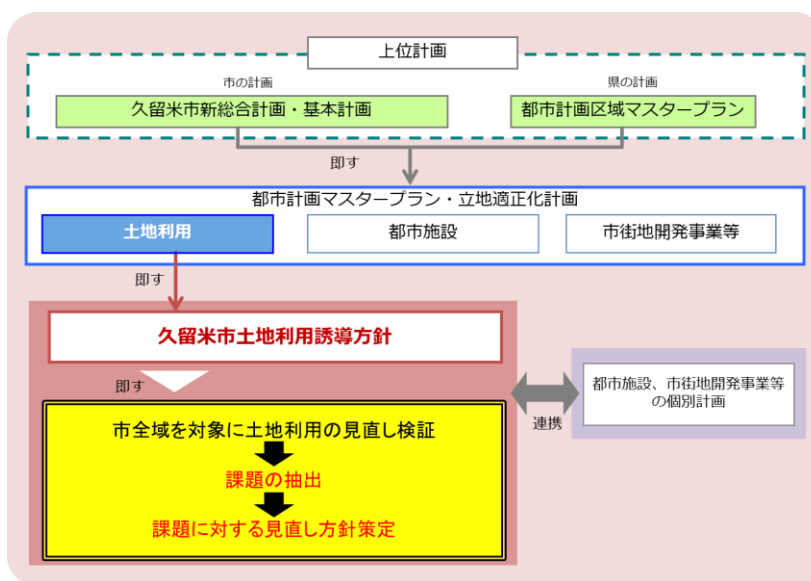 上位計画
市の計画
県の計画
久留米市新総合計画・基本計画
都市計画区域マスタープラン
即す
都市計画マスタープラン・立地適正化計画
土地利用
都市施設
市街地開発事業等
即す
久留米市土地利用誘導方針
即す
市全域を対象に土地利用の見直し検証
課題の抽出
課題に対する見直し方針策定
連携
都市施設、市街地開発事業等
の個別計画